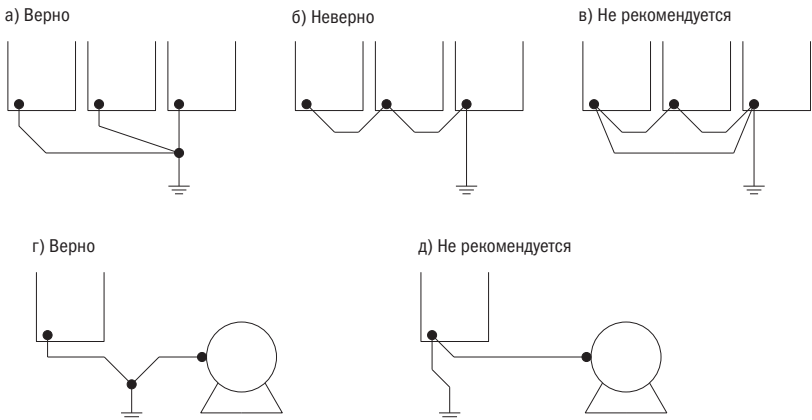 а) Верно
б) Неверно
в) Не рекомендуется
г) Верно
д) Не рекомендуется